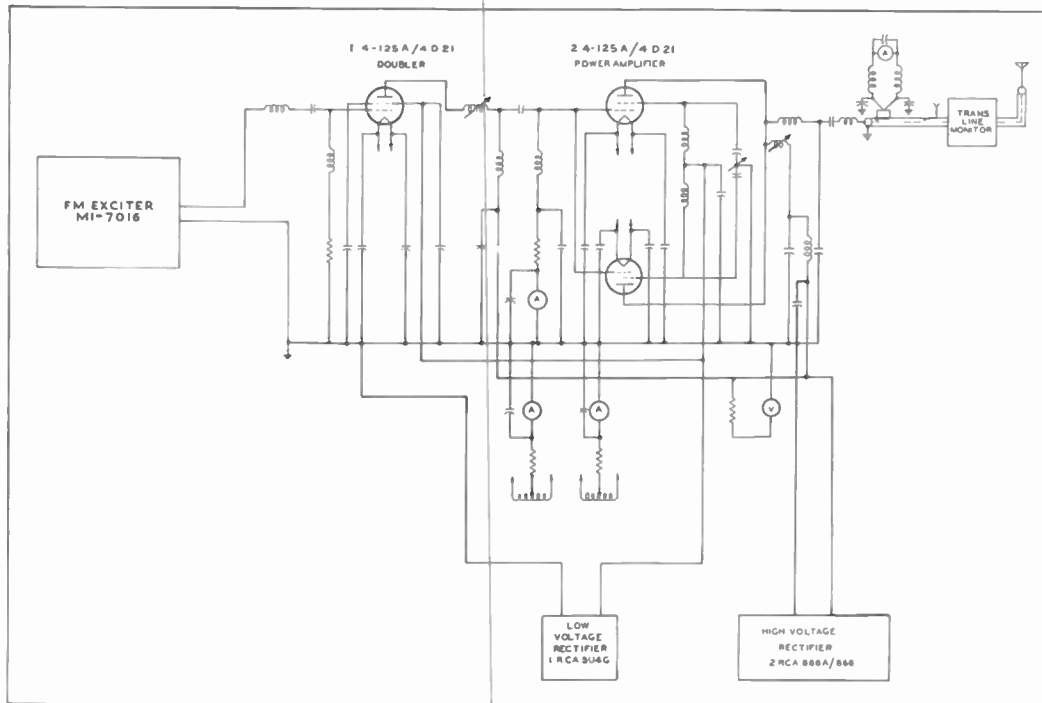 1 4-125A/4D21
DOUBLER
2 4-125A/4D21
POWER AMPLIFIER
A
TRANS
LINE
MONITOR
FM EXCITER
MI-7016
A
A
A
V
LOW
VOLTAGE
RECTIFIER
1 RCA 5U4G
HIGH VOLTAGE
RECTIFIER
2 RCA 866A/866